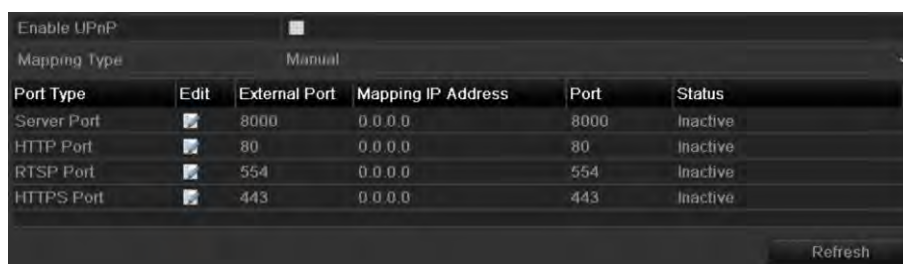 Enable UPnP
Mapping Type Manual
Port Type Edit External Port Mapping IP Address Port Status
Server Port 8000 0.0.0.0 8000 Inactive
HTTP Port 80 0.0.0.0 80 Inactive
RTSP Port 554 0.0.0.0 554 Inactive
HTTPS Port 443 0.0.0.0 443 Inactive
Refresh